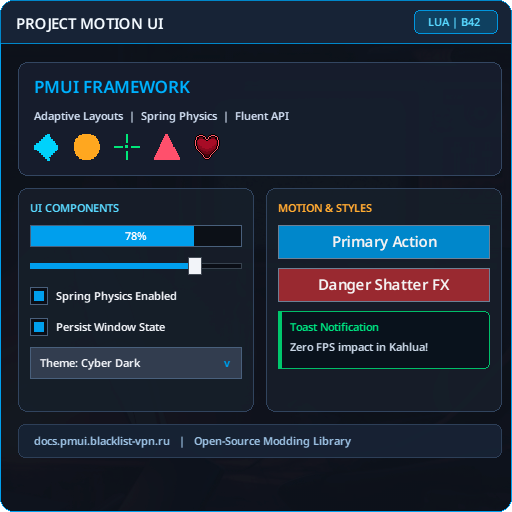 PROJECT MOTION UI
LUA | B42
PMUI FRAMEWORK
Adaptive Layouts | Spring Physics | Fluent API
UI COMPONENTS
78%
Spring Physics Enabled
Persist Window State
Theme: Cyber Dark v
MOTION & STYLES
Primary Action
Danger Shatter FX
Toast Notification
Zero FPS impact in Kahlua!
docs.pmui.blacklist-vpn.ru | Open-Source Modding Library